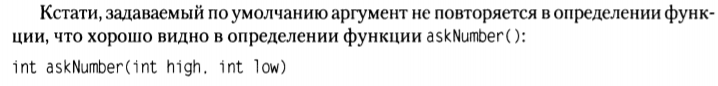 Кстати, задаваемый по умолчанию аргумент не повторяется в определении функ-
ции, что хорошо видно в определении функции askNumber():
int askNumber(int high. int low)